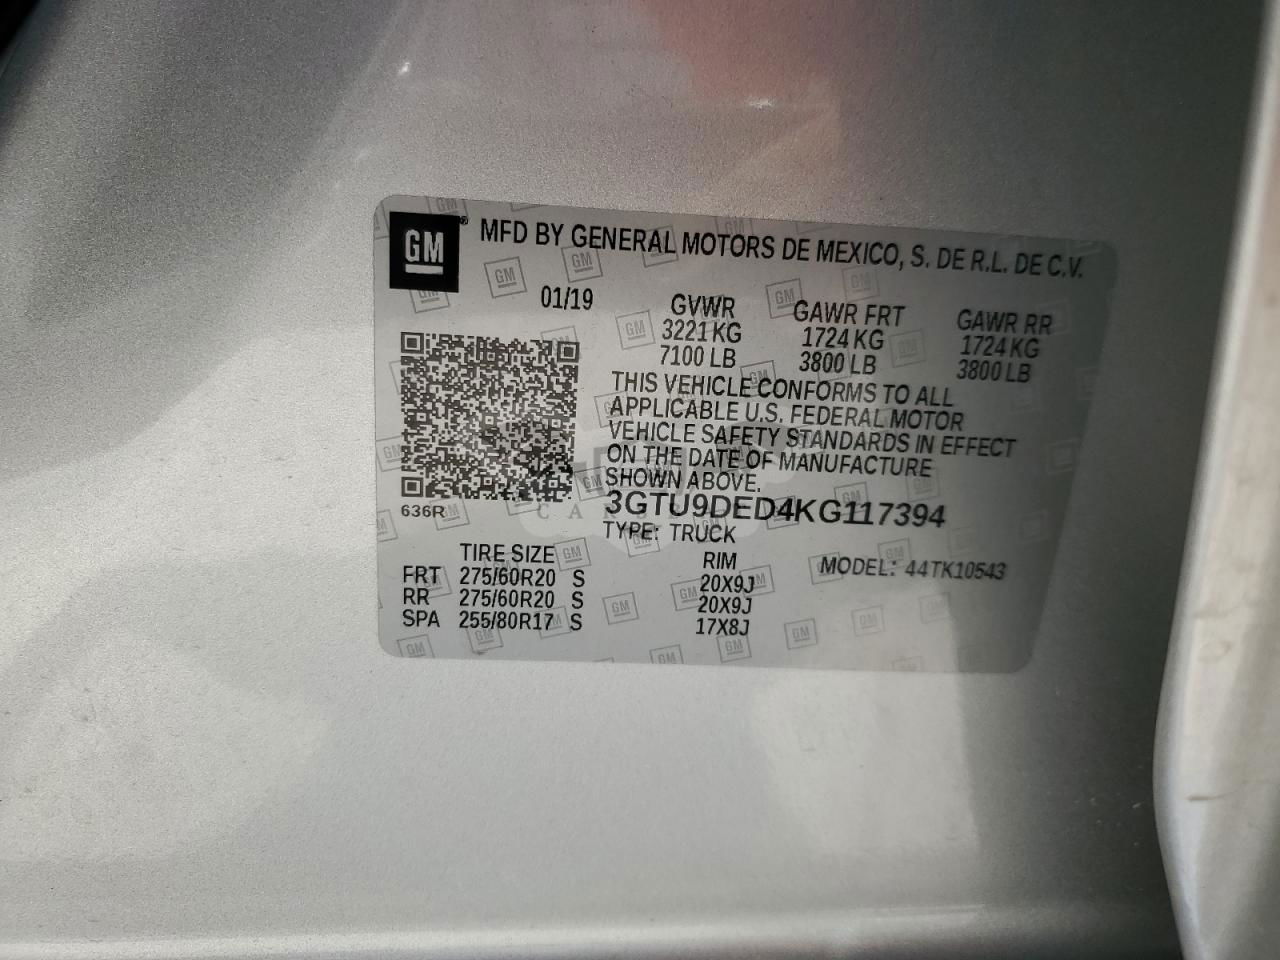 GM® MFD BY GENERAL MOTORS DE MEXICO, S. DE R.L. DE C.V.
01/19 GVWR GAWR FRT GAWR RR
3221 KG 1724 KG 1724 KG
7100 LB 3800 LB 3800 LB
THIS VEHICLE CONFORMS TO ALL
APPLICABLE U.S. FEDERAL MOTOR
VEHICLE SAFETY STANDARDS IN EFFECT
ON THE DATE OF MANUFACTURE
SHOWN ABOVE.
636R
CARS
3GTU9DED4KG117394
TYPE: TRUCK
TIRE SIZE RIM MODEL: 44TK10543
FRT 275/60R20 S 20X9J
RR 275/60R20 S 20X9J
SPA 255/80R17 S 17X8J